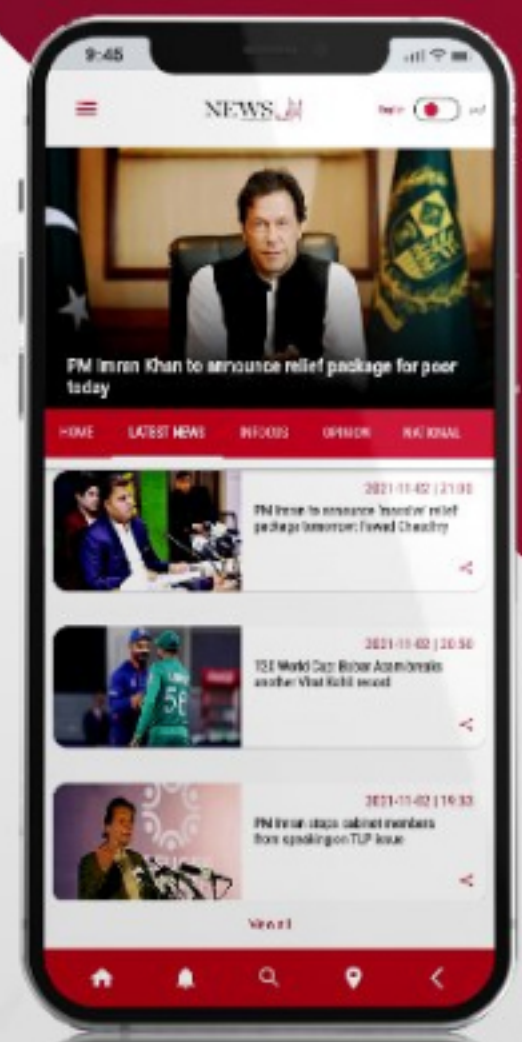 9:45
NEWS
PM Imran Khan to announce relief package for poor
today
HOME LATEST NEWS INFOCUS OPINION NATIONAL
2021-11-02 | 21:00
PM Imran to announce 'massive' relief
package tomorrow: Fawad Chaudhry
2021-11-02 | 20:50
T20 World Cup: Babar Azam breaks
another Virat Kohli record
56
2021-11-02 | 19:33
PM Imran stops cabinet members
from speaking on TLP issue
View all